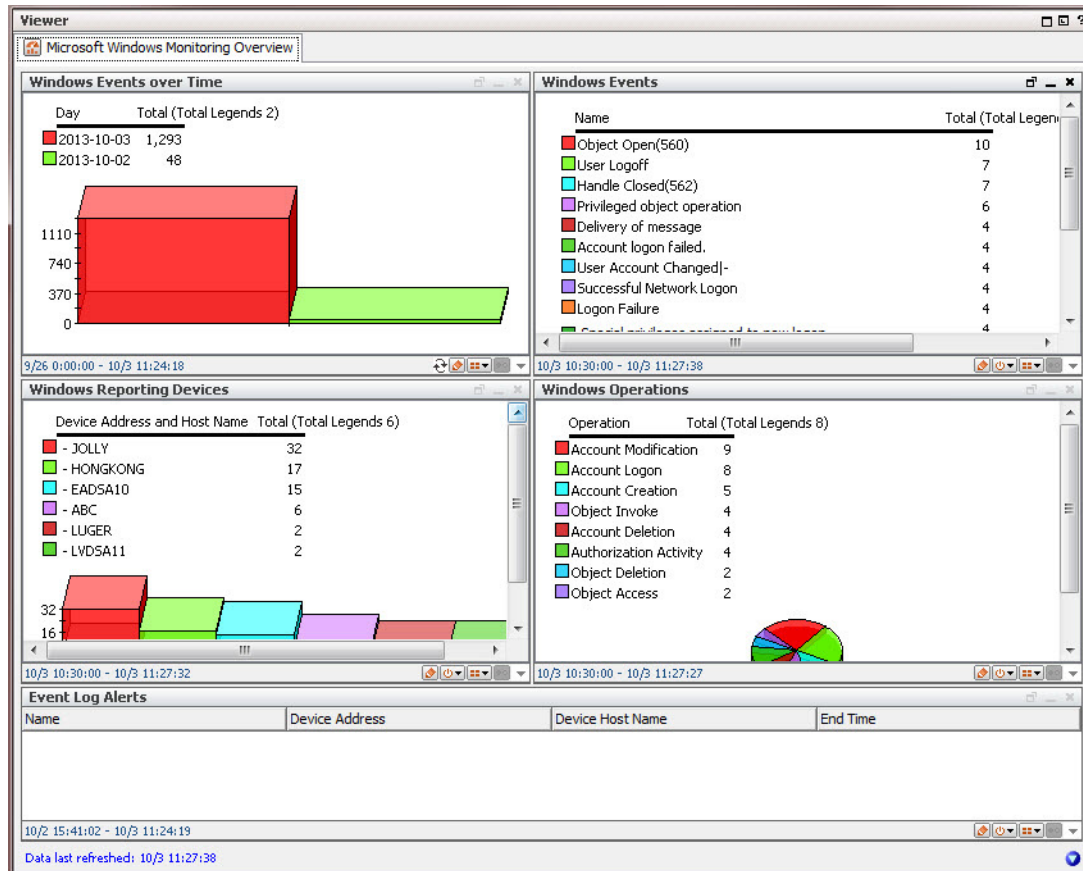 Viewer
Microsoft Windows Monitoring Overview
Windows Events over Time
Day Total (Total Legends 2)
2013-10-03 1,293
2013-10-02 48
1110
740
370
0
9/26 0:00:00 - 10/3 11:24:18
Windows Events
Name Total (Total Legen
Object Open(560) 10
User Logoff 7
Handle Closed(562) 7
Privileged object operation 6
Delivery of message 4
Account logon failed. 4
User Account Changed|- 4
Successful Network Logon 4
Logon Failure 4
Special privileges assigned to new logon 4
10/3 10:30:00 - 10/3 11:27:38
Windows Reporting Devices
Device Address and Host Name Total (Total Legends 6)
- JOLLY 32
- HONGKONG 17
- EADSA10 15
- ABC 6
- LUGER 2
- LVDSA11 2
32
16
10/3 10:30:00 - 10/3 11:27:32
Windows Operations
Operation Total (Total Legends 8)
Account Modification 9
Account Logon 8
Account Creation 5
Object Invoke 4
Account Deletion 4
Authorization Activity 4
Object Deletion 2
Object Access 2
10/3 10:30:00 - 10/3 11:27:27
Event Log Alerts
Name Device Address Device Host Name End Time
10/2 15:41:02 - 10/3 11:24:19
Data last refreshed: 10/3 11:27:38